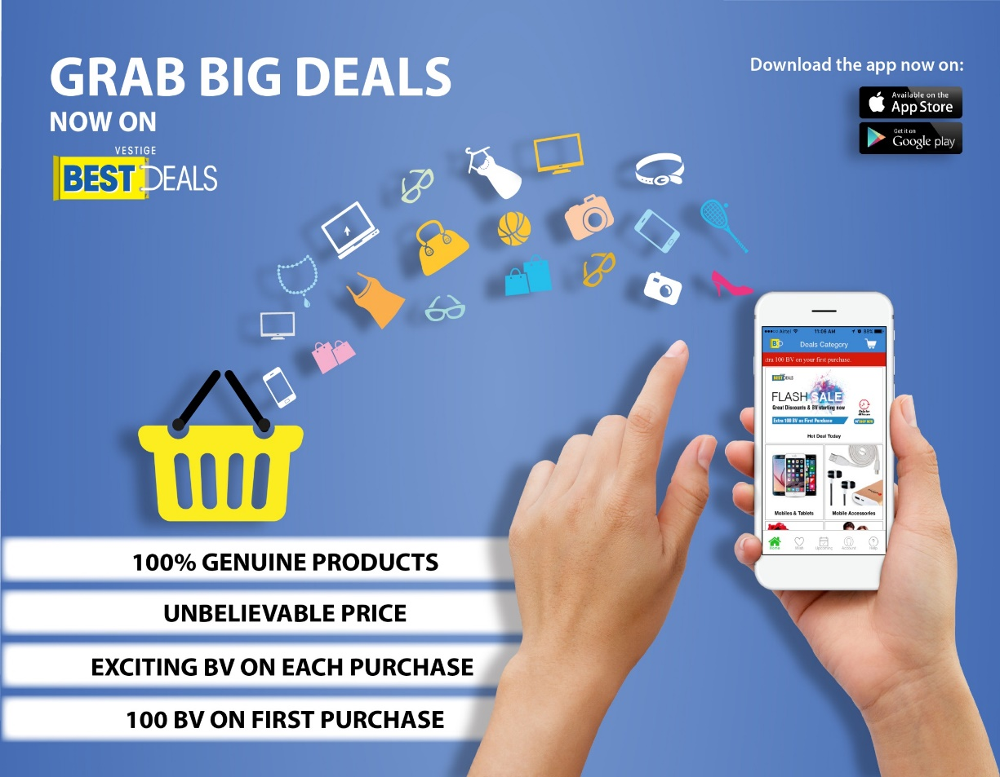 GRAB BIG DEALS
NOW ON
VESTIGE
BEST DEALS
Download the app now on:
Available on the
App Store
Get it on
Google play
Airtel 11:06 AM 88%
B
Deals Category
xtra 100 BV on your first purchase.
BEST DEALS
FLASH SALE
Great Discounts & BV starting now
Extra 100 BV on First Purchase
SHOP NOW
Hot Deal Today
Mobiles & Tablets Mobile Accessories
Home Wish Upcoming Account Help
100% GENUINE PRODUCTS
UNBELIEVABLE PRICE
EXCITING BV ON EACH PURCHASE
100 BV ON FIRST PURCHASE